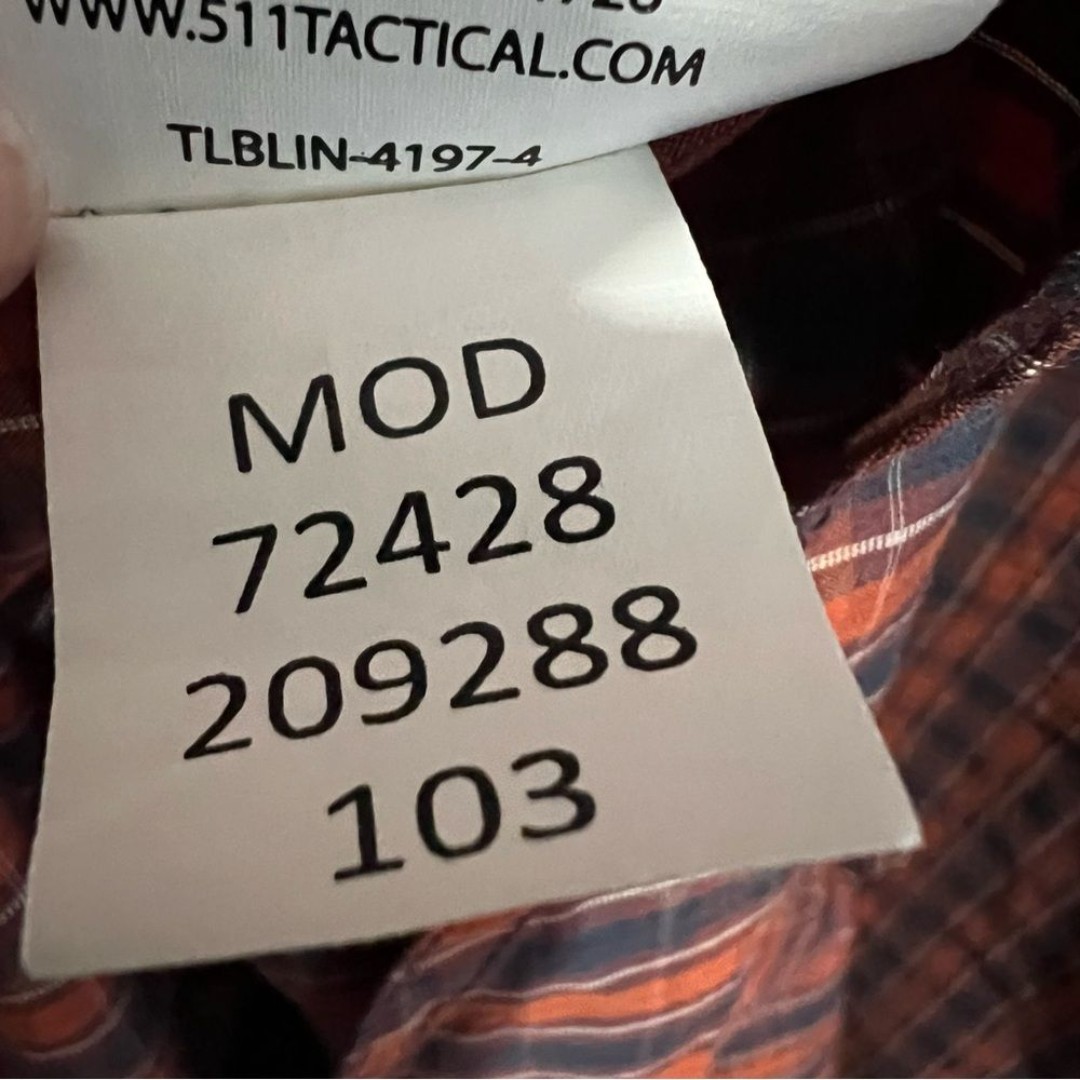 WWW.511TACTICAL.COM
TLBLIN-4197-4
MOD
72428
209288
103